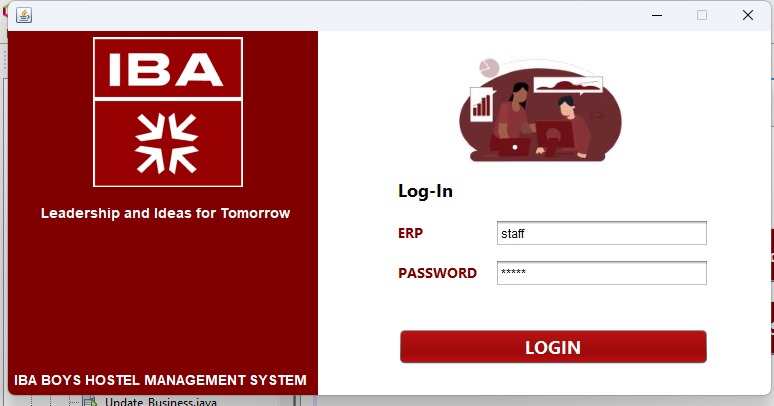 IBA
Leadership and Ideas for Tomorrow
IBA BOYS HOSTEL MANAGEMENT SYSTEM
Log-In
ERP staff
PASSWORD *****
LOGIN
Update_Business.java